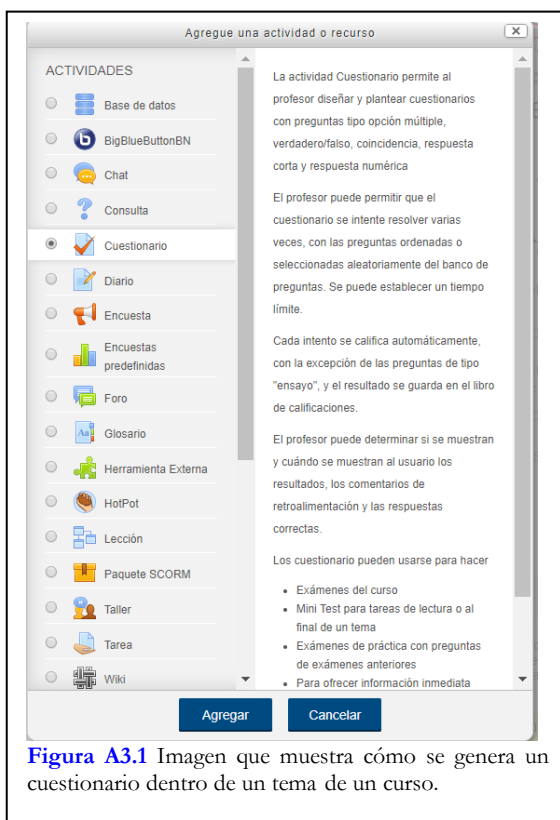 Agregue una actividad o recurso
ACTIVIDADES
Base de datos
BigBlueButtonBN
Chat
Consulta
Cuestionario
Diario
Encuesta
Encuestas
predefinidas
Foro
Glosario
Herramienta Externa
HotPot
Lección
Paquete SCORM
Taller
Tarea
Wiki
La actividad Cuestionario permite al
profesor diseñar y plantear cuestionarios
con preguntas tipo opción múltiple,
verdadero/falso, coincidencia, respuesta
corta y respuesta numérica
El profesor puede permitir que el
cuestionario se intente resolver varias
veces, con las preguntas ordenadas o
seleccionadas aleatoriamente del banco de
preguntas. Se puede establecer un tiempo
límite.
Cada intento se califica automáticamente,
con la excepción de las preguntas de tipo
"ensayo", y el resultado se guarda en el libro
de calificaciones.
El profesor puede determinar si se muestran
y cuándo se muestran al usuario los
resultados, los comentarios de
retroalimentación y las respuestas
correctas.
Los cuestionario pueden usarse para hacer
• Exámenes del curso
• Mini Test para tareas de lectura o al
final de un tema
• Exámenes de práctica con preguntas
de exámenes anteriores
• Para ofrecer información inmediata
Agregar
Cancelar
Figura A3.1 Imagen que muestra cómo se genera un
cuestionario dentro de un tema de un curso.